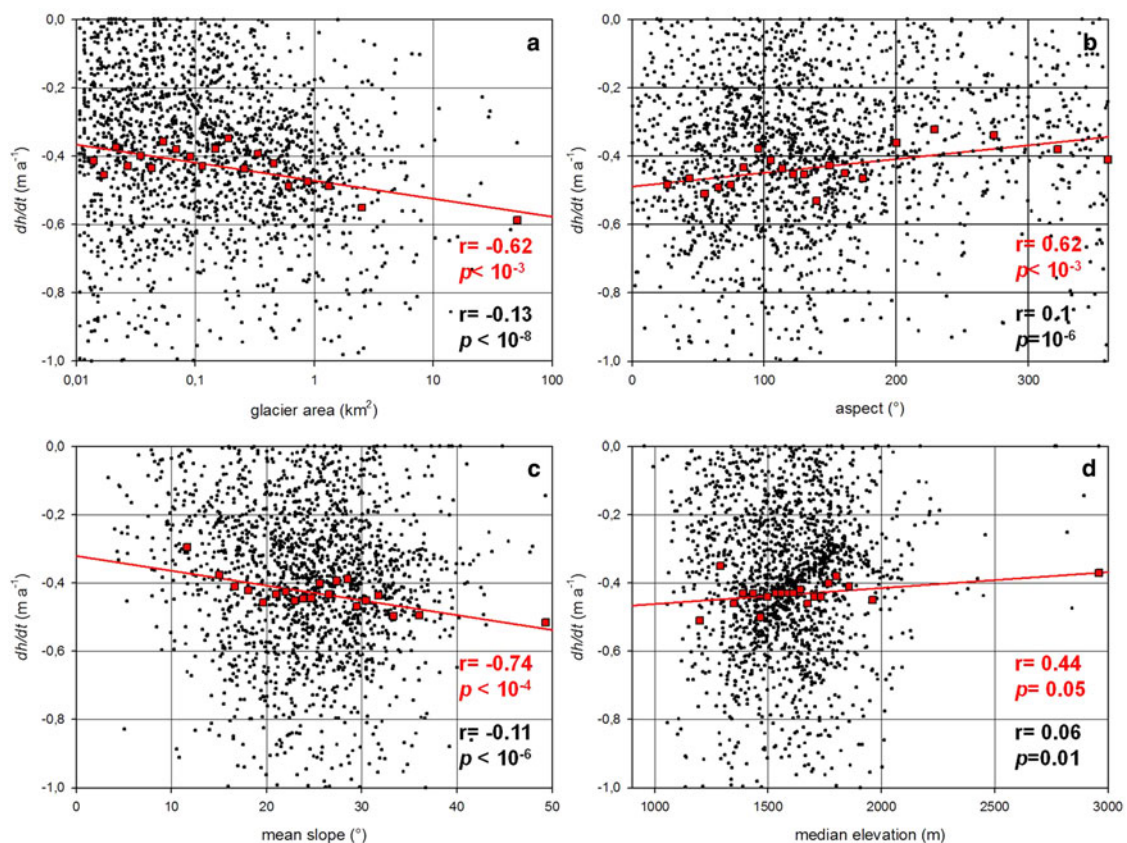 0,0
-0,2
-0,4
-0,6
-0,8
-1,0
dh/dt (m a⁻¹)
a
r= -0.62
p< 10⁻³
r= -0.13
p < 10⁻⁸
0,01 0,1 1 10 100
glacier area (km²)
0,0
-0,2
-0,4
-0,6
-0,8
-1,0
dh/dt (m a⁻¹)
b
r= 0.62
p< 10⁻³
r= 0.1
p=10⁻⁶
0 100 200 300
aspect (°)
0,0
-0,2
-0,4
-0,6
-0,8
-1,0
dh/dt (m a⁻¹)
c
r= -0.74
p < 10⁻⁴
r= -0.11
p < 10⁻⁶
0 10 20 30 40 50
mean slope (°)
0,0
-0,2
-0,4
-0,6
-0,8
-1,0
dh/dt (m a⁻¹)
d
r= 0.44
p= 0.05
r= 0.06
p=0.01
1000 1500 2000 2500 3000
median elevation (m)